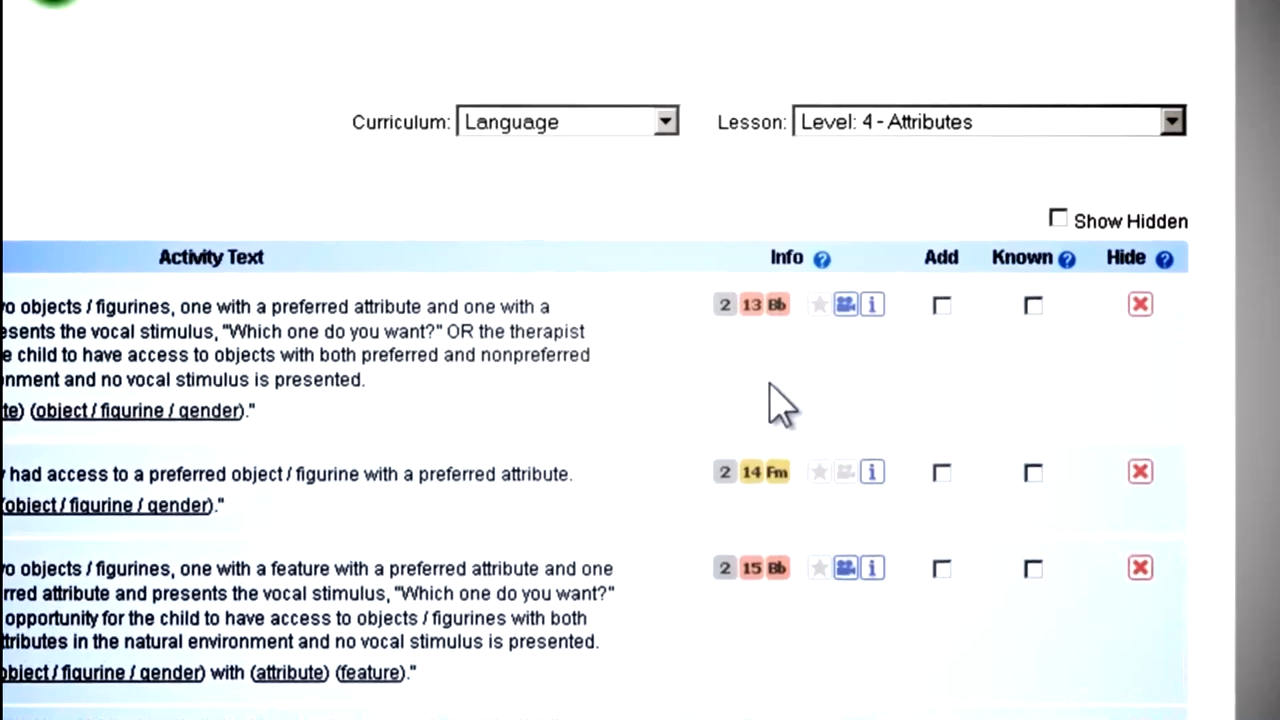 Curriculum: Language Lesson: Level: 4 - Attributes
Show Hidden
Activity Text Info ? Add Known ? Hide ?
objects / figurines, one with a preferred attribute and one with a 2 13 Bb i
the vocal stimulus, "Which one do you want?" OR the therapist
child to have access to objects with both preferred and nonpreferred
and no vocal stimulus is presented.
(object / figurine / gender)."
had access to a preferred object / figurine with a preferred attribute. 2 14 Fm i
(object / figurine / gender)."
objects / figurines, one with a feature with a preferred attribute and one 2 15 Bb i
attribute and presents the vocal stimulus, "Which one do you want?"
opportunity for the child to have access to objects / figurines with both
in the natural environment and no vocal stimulus is presented.
object / figurine / gender) with (attribute) (feature)."